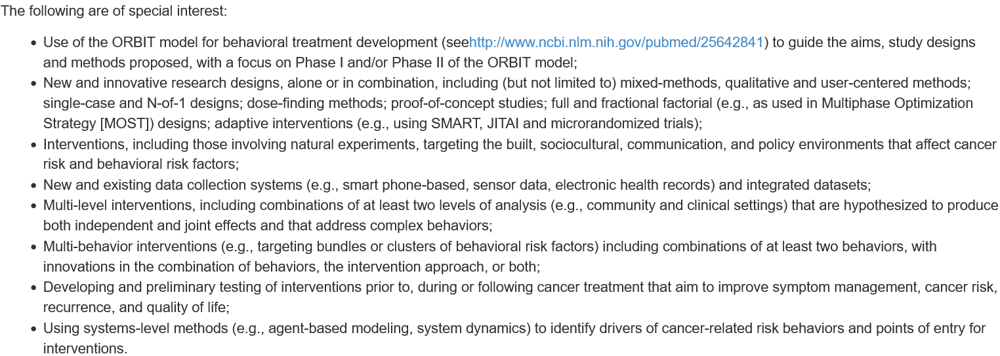 The following are of special interest:
• Use of the ORBIT model for behavioral treatment development (seehttp://www.ncbi.nlm.nih.gov/pubmed/25642841) to guide the aims, study designs
and methods proposed, with a focus on Phase I and/or Phase II of the ORBIT model;
• New and innovative research designs, alone or in combination, including (but not limited to) mixed-methods, qualitative and user-centered methods;
single-case and N-of-1 designs; dose-finding methods; proof-of-concept studies; full and fractional factorial (e.g., as used in Multiphase Optimization
Strategy [MOST]) designs; adaptive interventions (e.g., using SMART, JITAI and microrandomized trials);
• Interventions, including those involving natural experiments, targeting the built, sociocultural, communication, and policy environments that affect cancer
risk and behavioral risk factors;
• New and existing data collection systems (e.g., smart phone-based, sensor data, electronic health records) and integrated datasets;
• Multi-level interventions, including combinations of at least two levels of analysis (e.g., community and clinical settings) that are hypothesized to produce
both independent and joint effects and that address complex behaviors;
• Multi-behavior interventions (e.g., targeting bundles or clusters of behavioral risk factors) including combinations of at least two behaviors, with
innovations in the combination of behaviors, the intervention approach, or both;
• Developing and preliminary testing of interventions prior to, during or following cancer treatment that aim to improve symptom management, cancer risk,
recurrence, and quality of life;
• Using systems-level methods (e.g., agent-based modeling, system dynamics) to identify drivers of cancer-related risk behaviors and points of entry for
interventions.